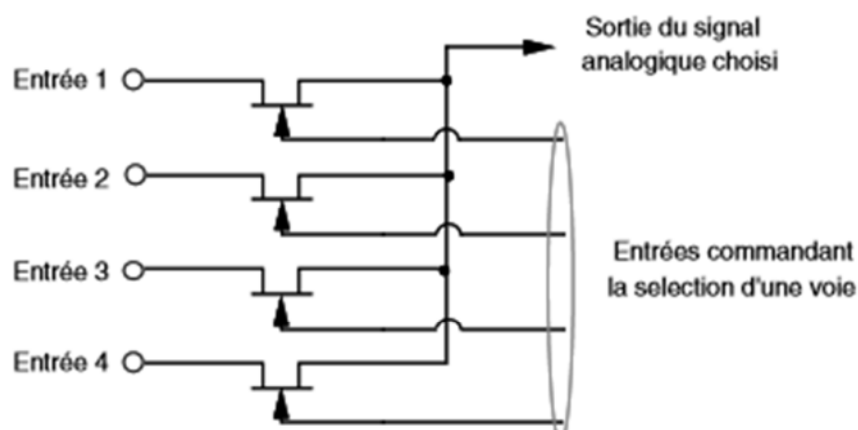 Sortie du signal
analogique choisi
Entrée 1
Entrée 2
Entrée 3
Entrées commandant
la selection d'une voie
Entrée 4